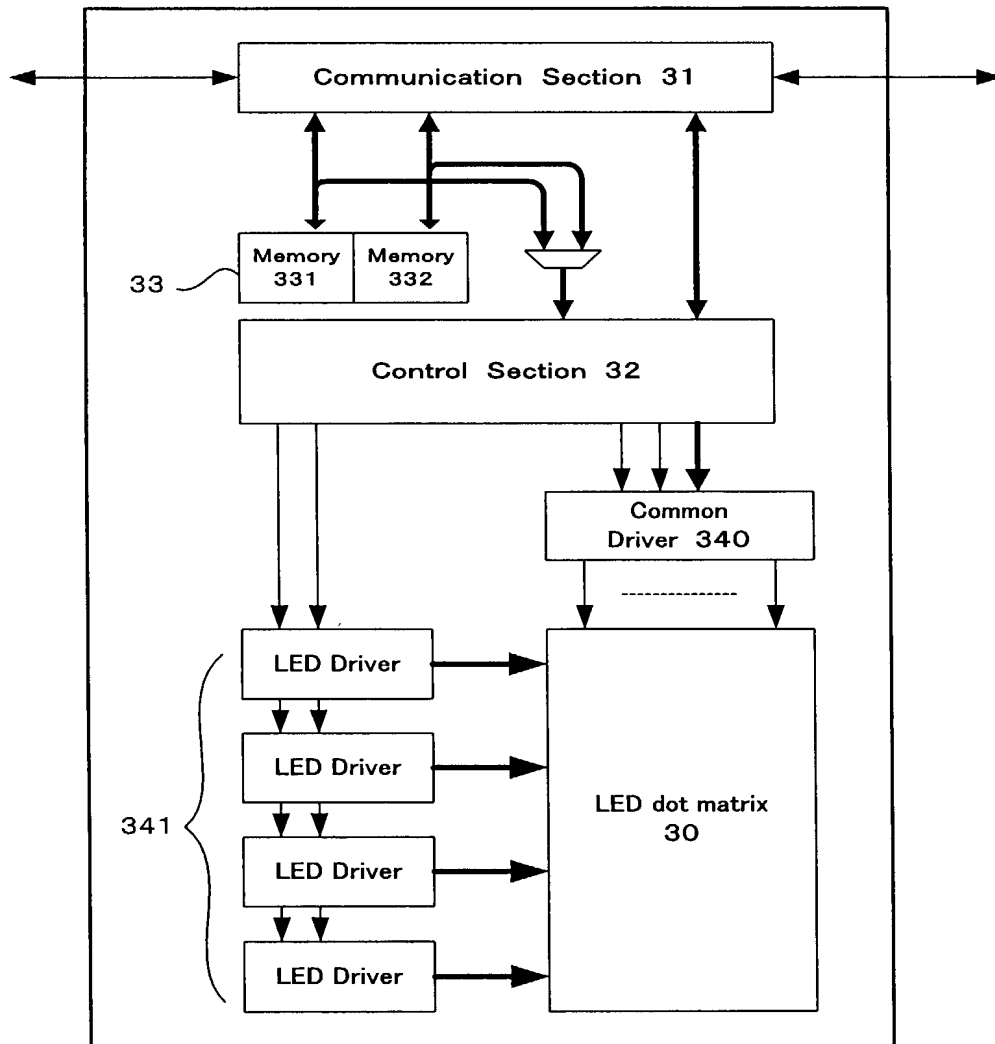 Communication Section 31
Memory
331
Memory
332
33
Control Section 32
Common
Driver 340
LED Driver
LED Driver
LED Driver
LED Driver
341
LED dot matrix
30